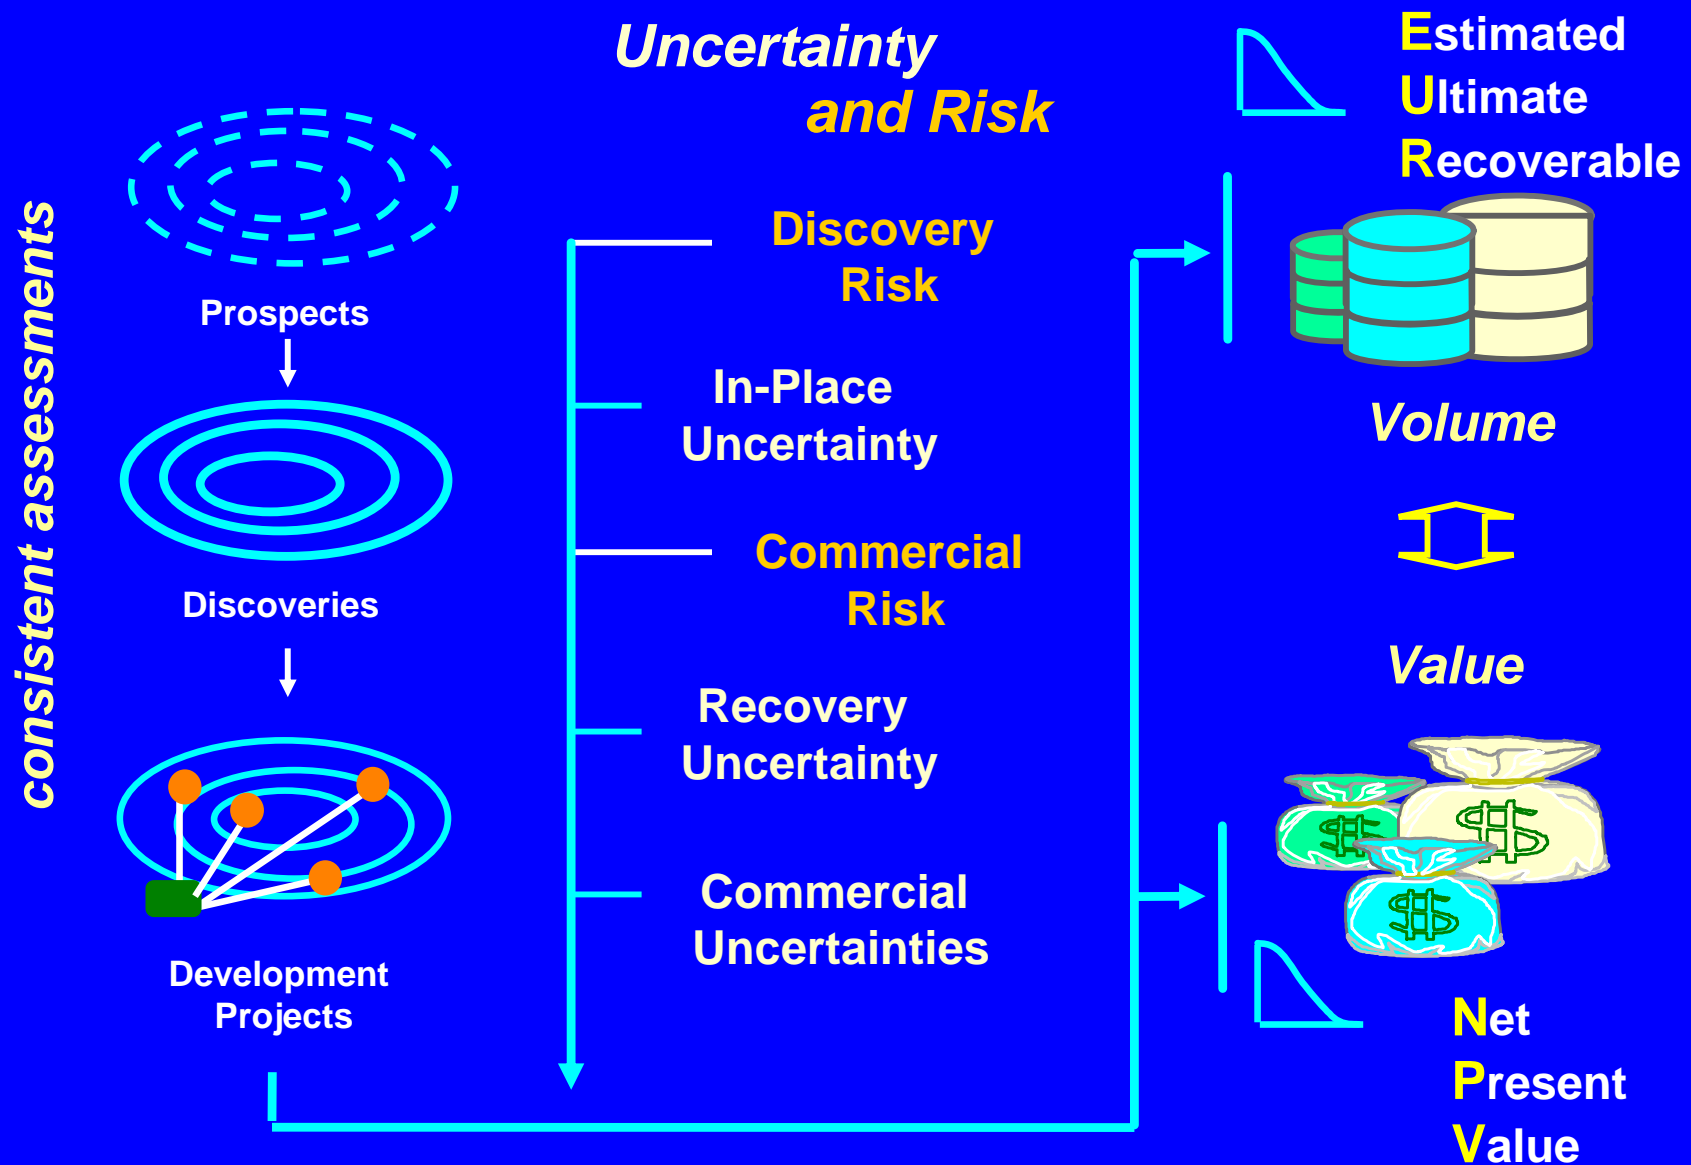 consistent assessments
Prospects
Discoveries
Development
Projects
Uncertainty
and Risk
Discovery
Risk
In-Place
Uncertainty
Commercial
Risk
Recovery
Uncertainty
Commercial
Uncertainties
Estimated
Ultimate
Recoverable
Volume
Value
$
$
$
Net
Present
Value